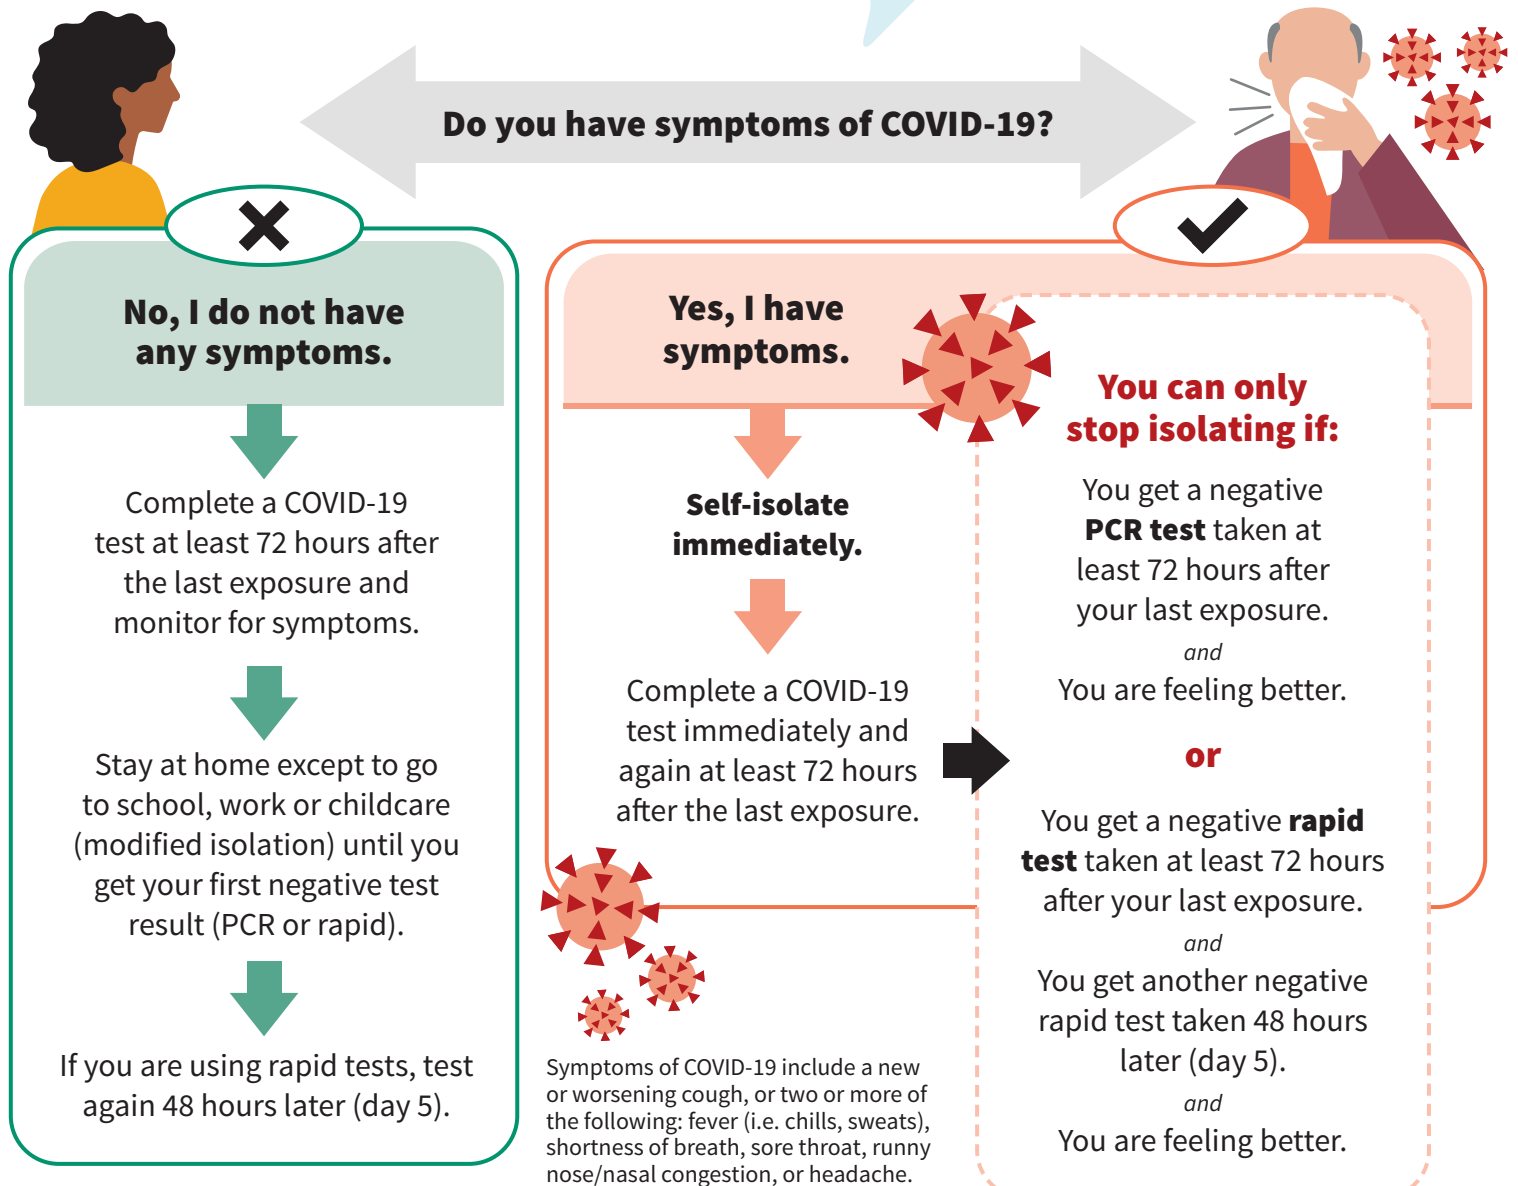 Do you have symptoms of COVID-19?
No, I do not have
any symptoms.
Complete a COVID-19
test at least 72 hours after
the last exposure and
monitor for symptoms.
Stay at home except to go
to school, work or childcare
(modified isolation) until you
get your first negative test
result (PCR or rapid).
If you are using rapid tests, test
again 48 hours later (day 5).
Yes, I have
symptoms.
Self-isolate
immediately.
Complete a COVID-19
test immediately and
again at least 72 hours
after the last exposure.
You can only
stop isolating if:
You get a negative
PCR test taken at
least 72 hours after
your last exposure.
and
You are feeling better.
or
You get a negative rapid
test taken at least 72 hours
after your last exposure.
and
You get another negative
rapid test taken 48 hours
later (day 5).
and
You are feeling better.
Symptoms of COVID-19 include a new
or worsening cough, or two or more of
the following: fever (i.e. chills, sweats),
shortness of breath, sore throat, runny
nose/nasal congestion, or headache.